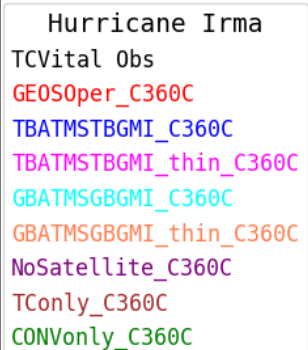 Hurricane Irma
TCVital Obs
GEOSOper_C360C
TBATMSTBGMI_C360C
TBATMSTBGMI_thin_C360C
GBATMSGBGMI_C360C
GBATMSGBGMI_thin_C360C
NoSatellite_C360C
TConly_C360C
CONVonly_C360C